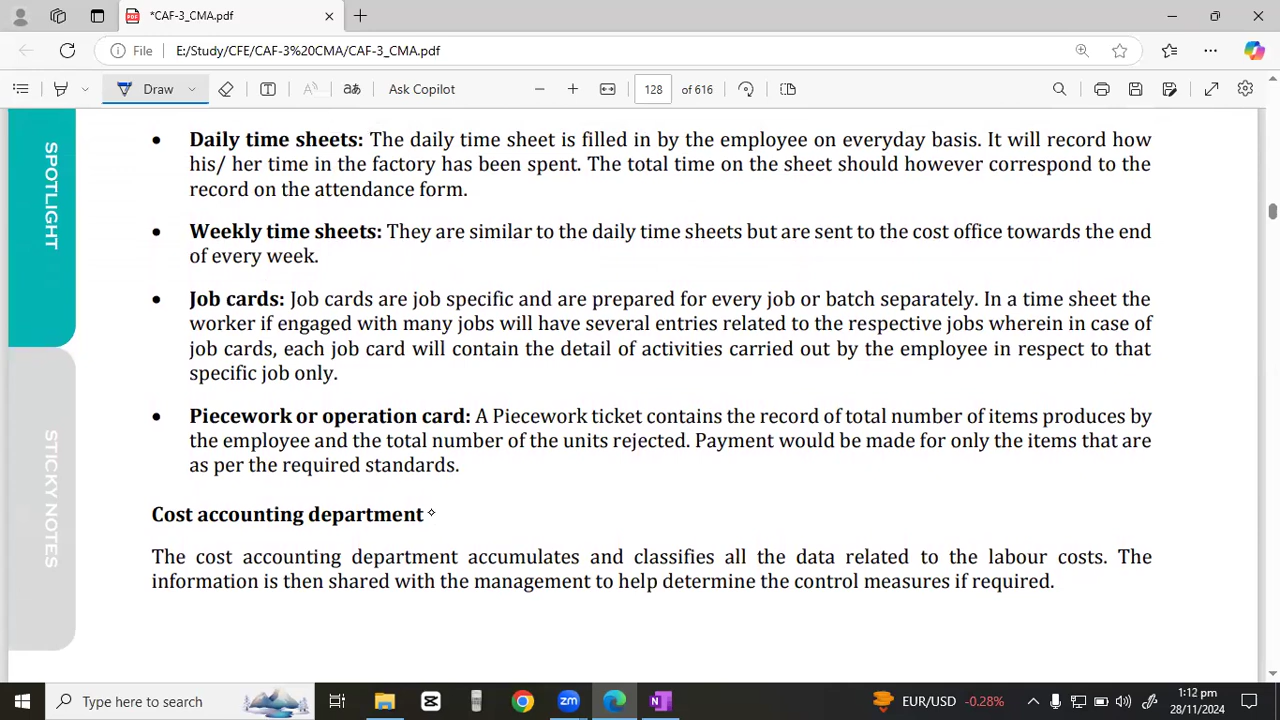 *CAF-3_CMA.pdf
File
E:/Study/CFE/CAF-3%20CMA/CAF-3_CMA.pdf
Draw
Ask Copilot
128 of 616
SPOTLIGHT
STICKY NOTES
• Daily time sheets: The daily time sheet is filled in by the employee on everyday basis. It will record how
his/ her time in the factory has been spent. The total time on the sheet should however correspond to the
record on the attendance form.
• Weekly time sheets: They are similar to the daily time sheets but are sent to the cost office towards the end
of every week.
• Job cards: Job cards are job specific and are prepared for every job or batch separately. In a time sheet the
worker if engaged with many jobs will have several entries related to the respective jobs wherein in case of
job cards, each job card will contain the detail of activities carried out by the employee in respect to that
specific job only.
• Piecework or operation card: A Piecework ticket contains the record of total number of items produces by
the employee and the total number of the units rejected. Payment would be made for only the items that are
as per the required standards.
Cost accounting department
The cost accounting department accumulates and classifies all the data related to the labour costs. The
information is then shared with the management to help determine the control measures if required.
Type here to search
EUR/USD -0.28%
1:12 pm
28/11/2024